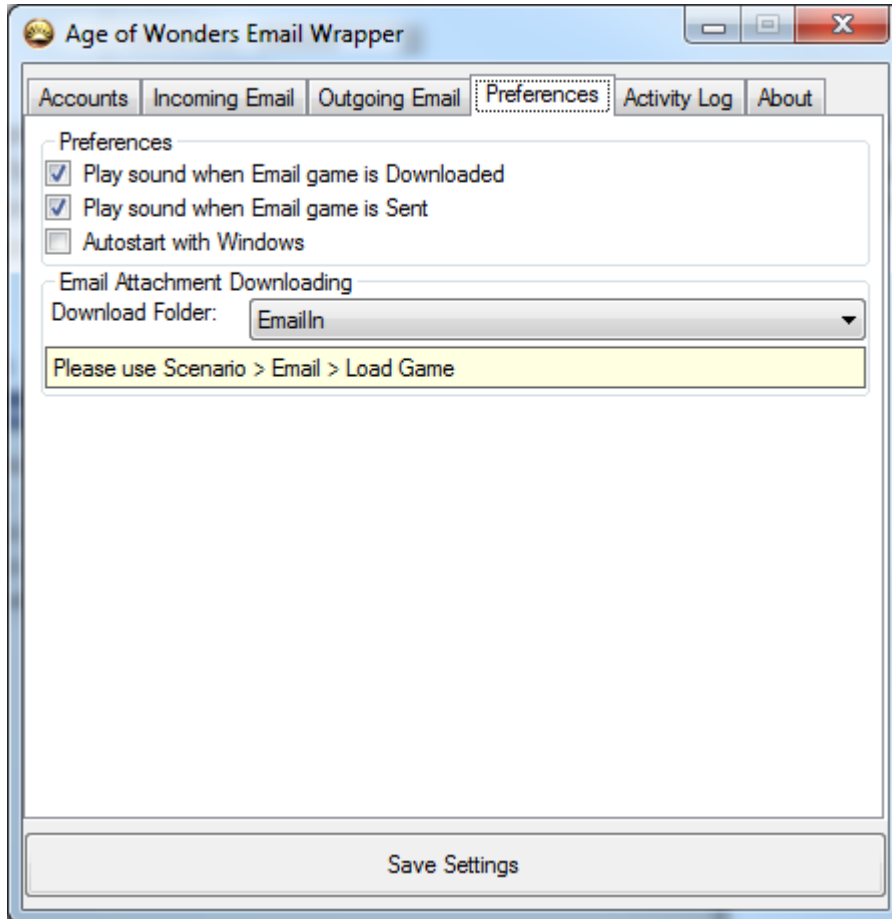 Age of Wonders Email Wrapper
Accounts Incoming Email Outgoing Email Preferences Activity Log About
Preferences
Play sound when Email game is Downloaded
Play sound when Email game is Sent
Autostart with Windows
Email Attachment Downloading
Download Folder: EmailIn
Please use Scenario > Email > Load Game
Save Settings